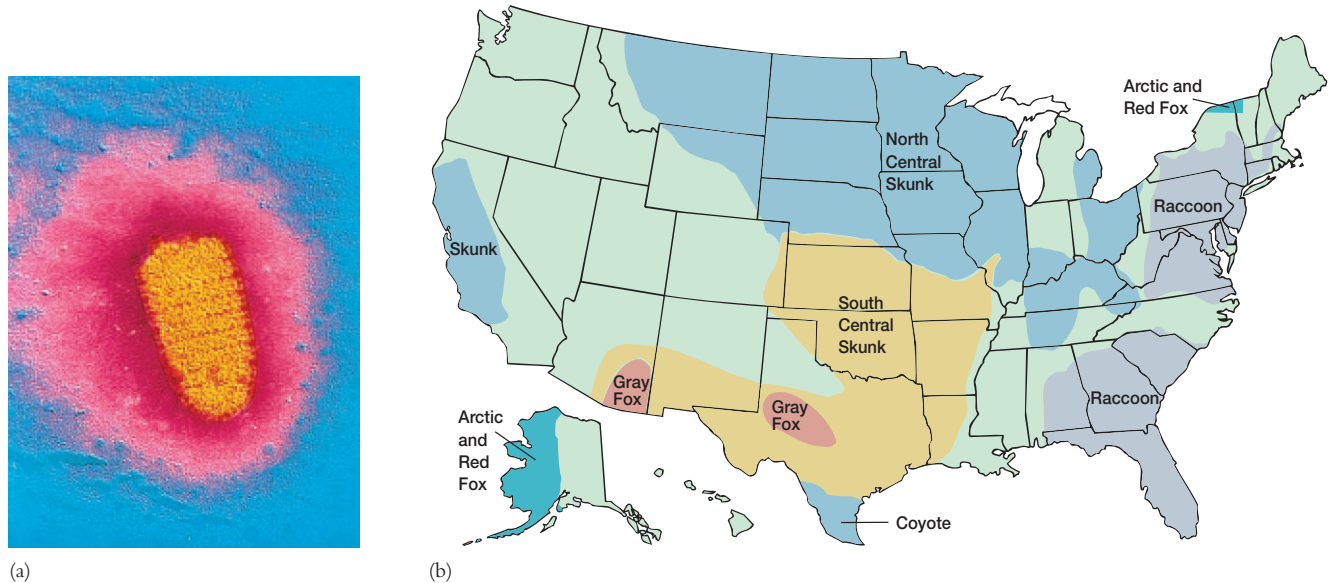 Arctic and
Red Fox
North
Central
Skunk
Raccoon
Skunk
South
Central
Skunk
Gray
Fox
Gray
Fox
Raccoon
Arctic
and
Red
Fox
Coyote
(a)
(b)